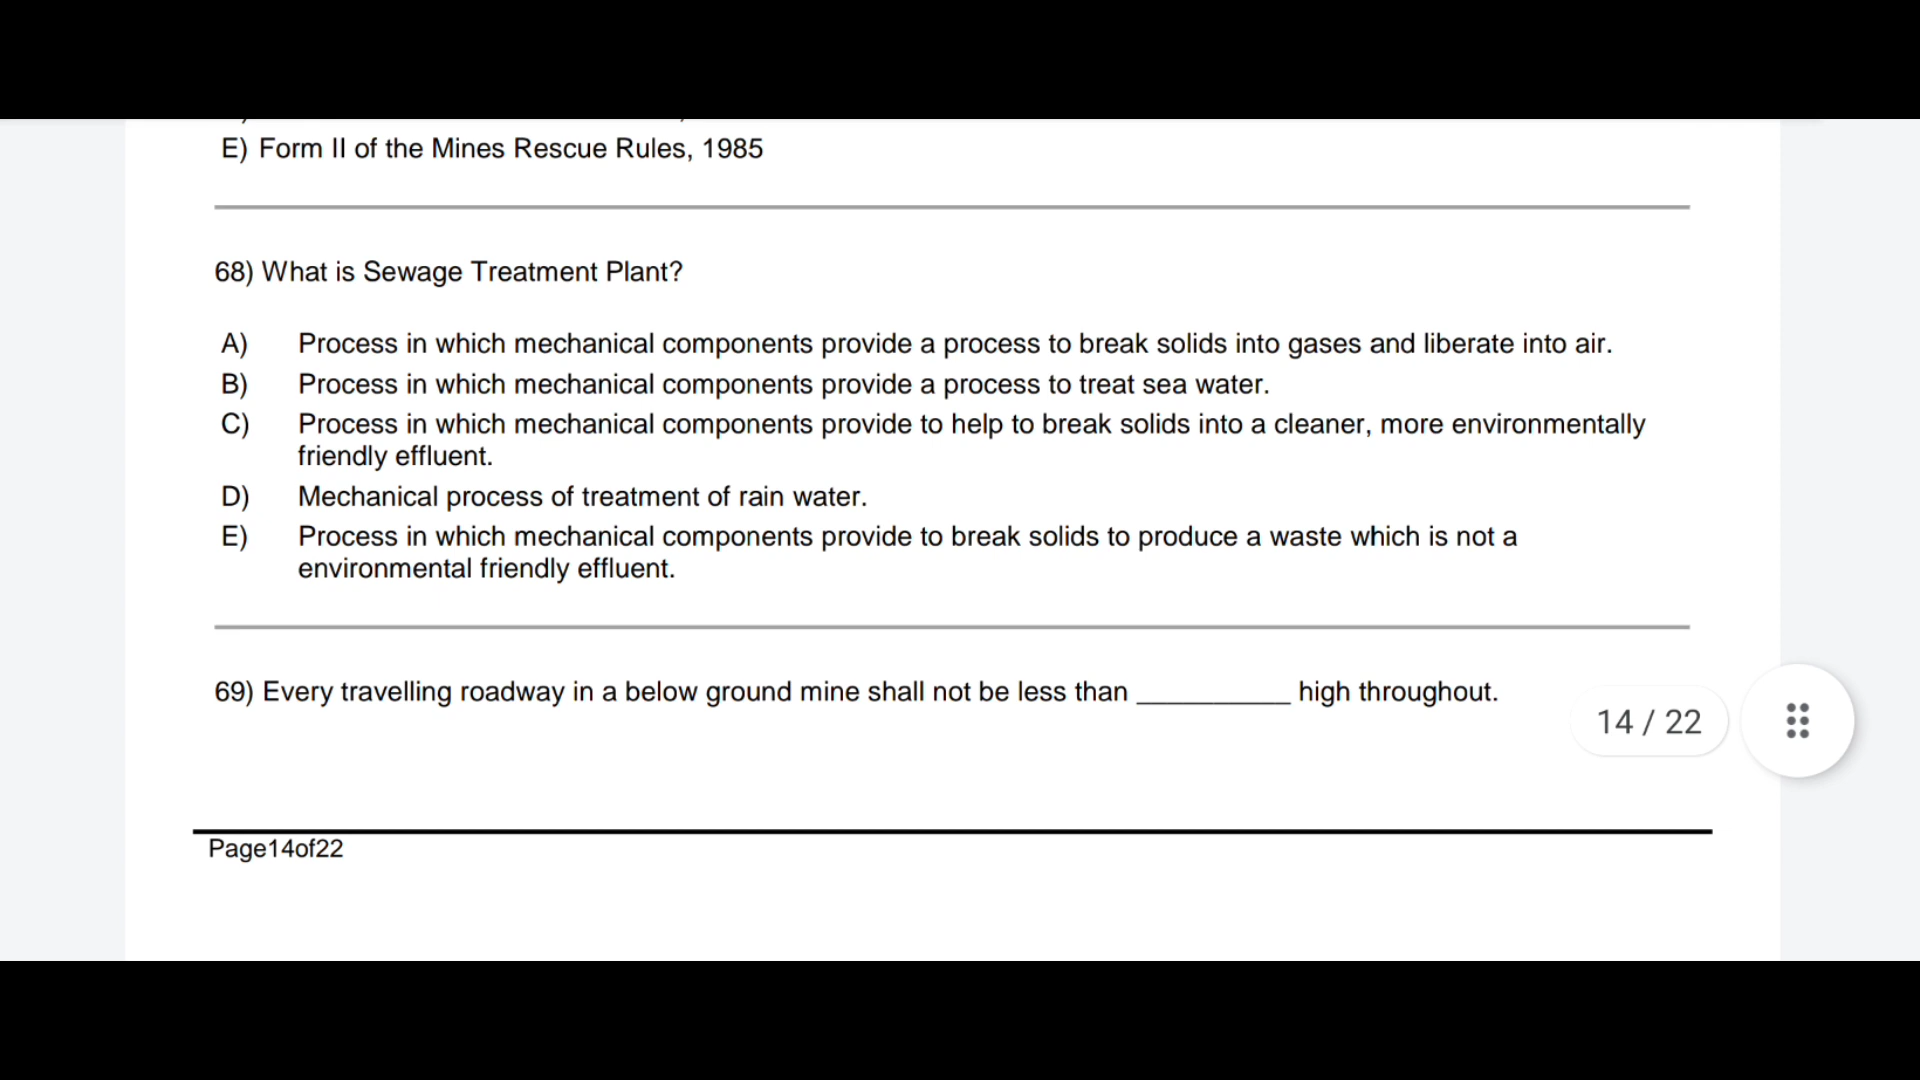 E) Form II of the Mines Rescue Rules, 1985
68) What is Sewage Treatment Plant?
A) Process in which mechanical components provide a process to break solids into gases and liberate into air.
B) Process in which mechanical components provide a process to treat sea water.
C) Process in which mechanical components provide to help to break solids into a cleaner, more environmentally
friendly effluent.
D) Mechanical process of treatment of rain water.
E) Process in which mechanical components provide to break solids to produce a waste which is not a
environmental friendly effluent.
69) Every travelling roadway in a below ground mine shall not be less than __________ high throughout.
14 / 22
Page14of22